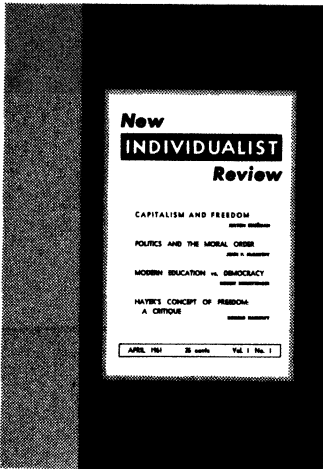 New
INDIVIDUALIST
Review
CAPITALISM AND FREEDOM
POLITICS AND THE MORAL ORDER
MODERN EDUCATION vs. DEMOCRACY
HAYEK'S CONCEPT OF FREEDOM:
A CRITIQUE
APRIL 1961 25 cents Vol. 1 No. 1